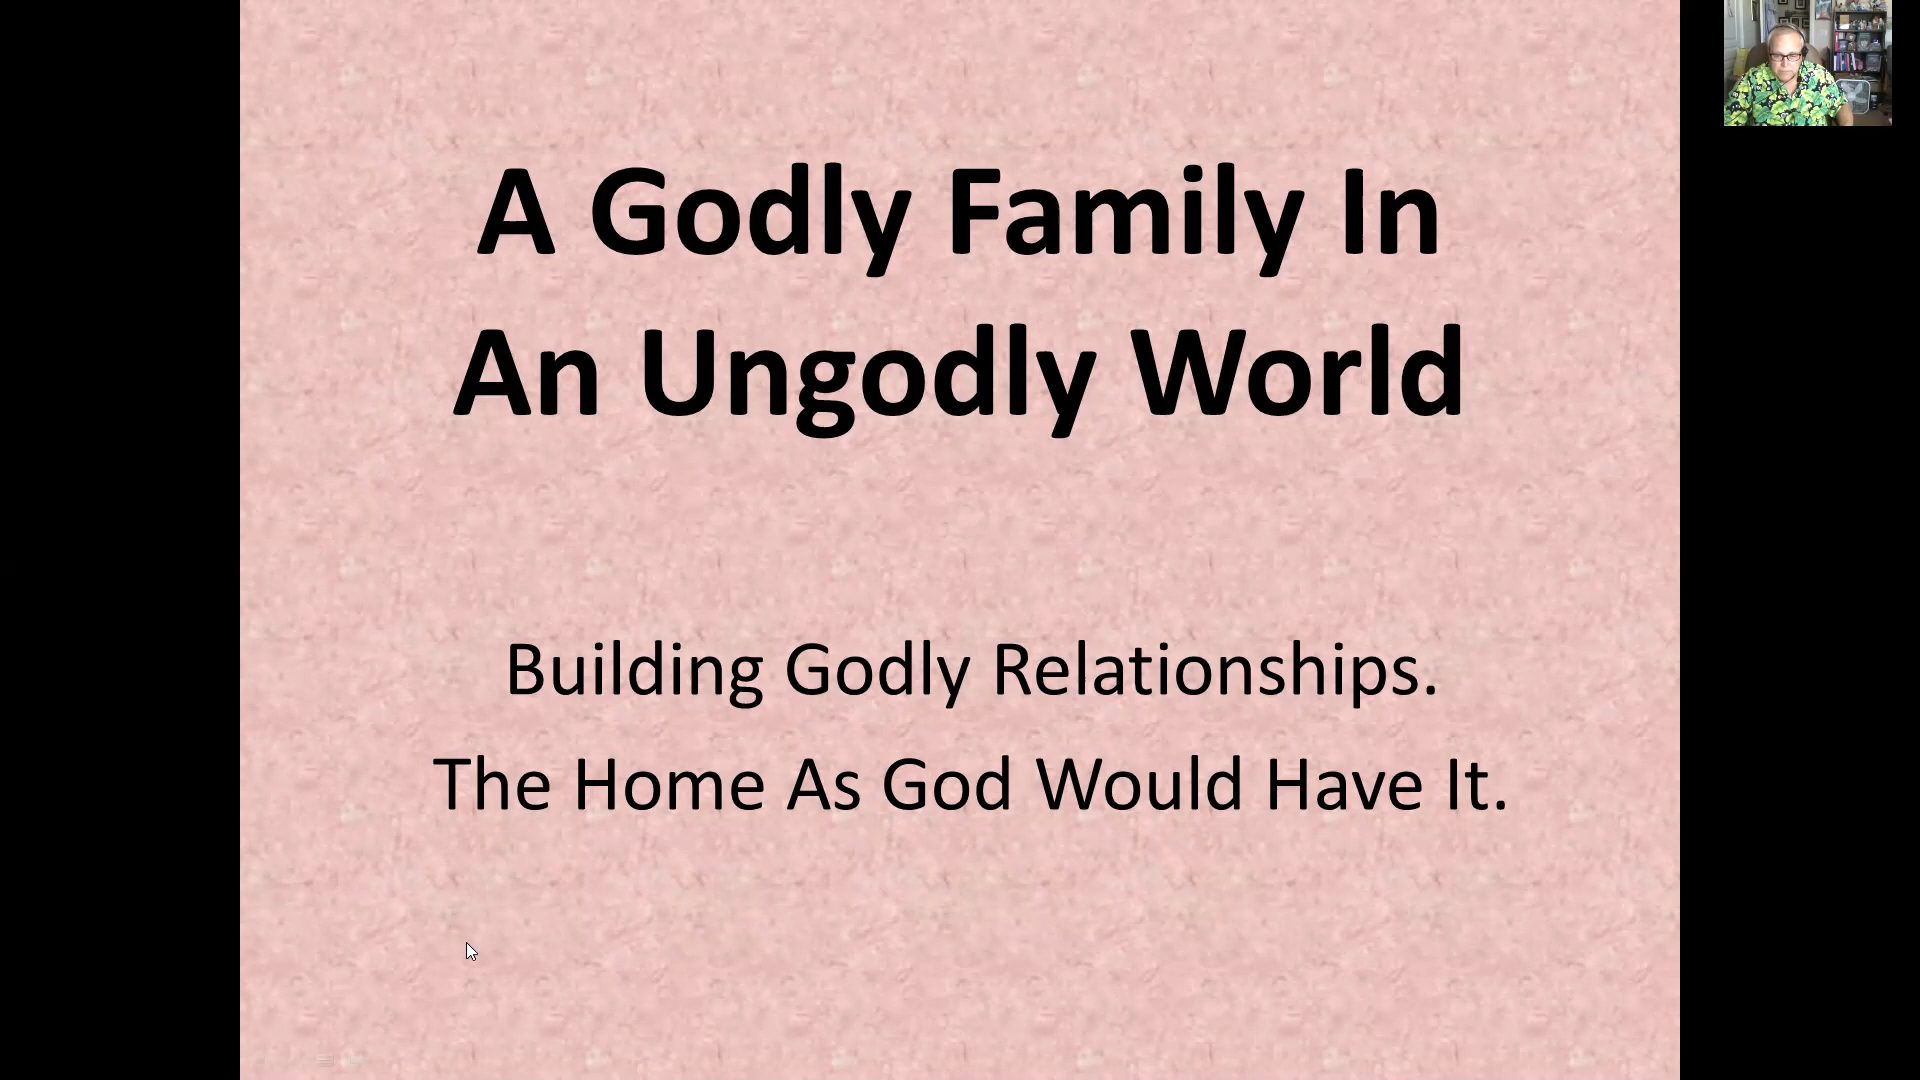 A Godly Family In
An Ungodly World
Building Godly Relationships.
The Home As God Would Have It.